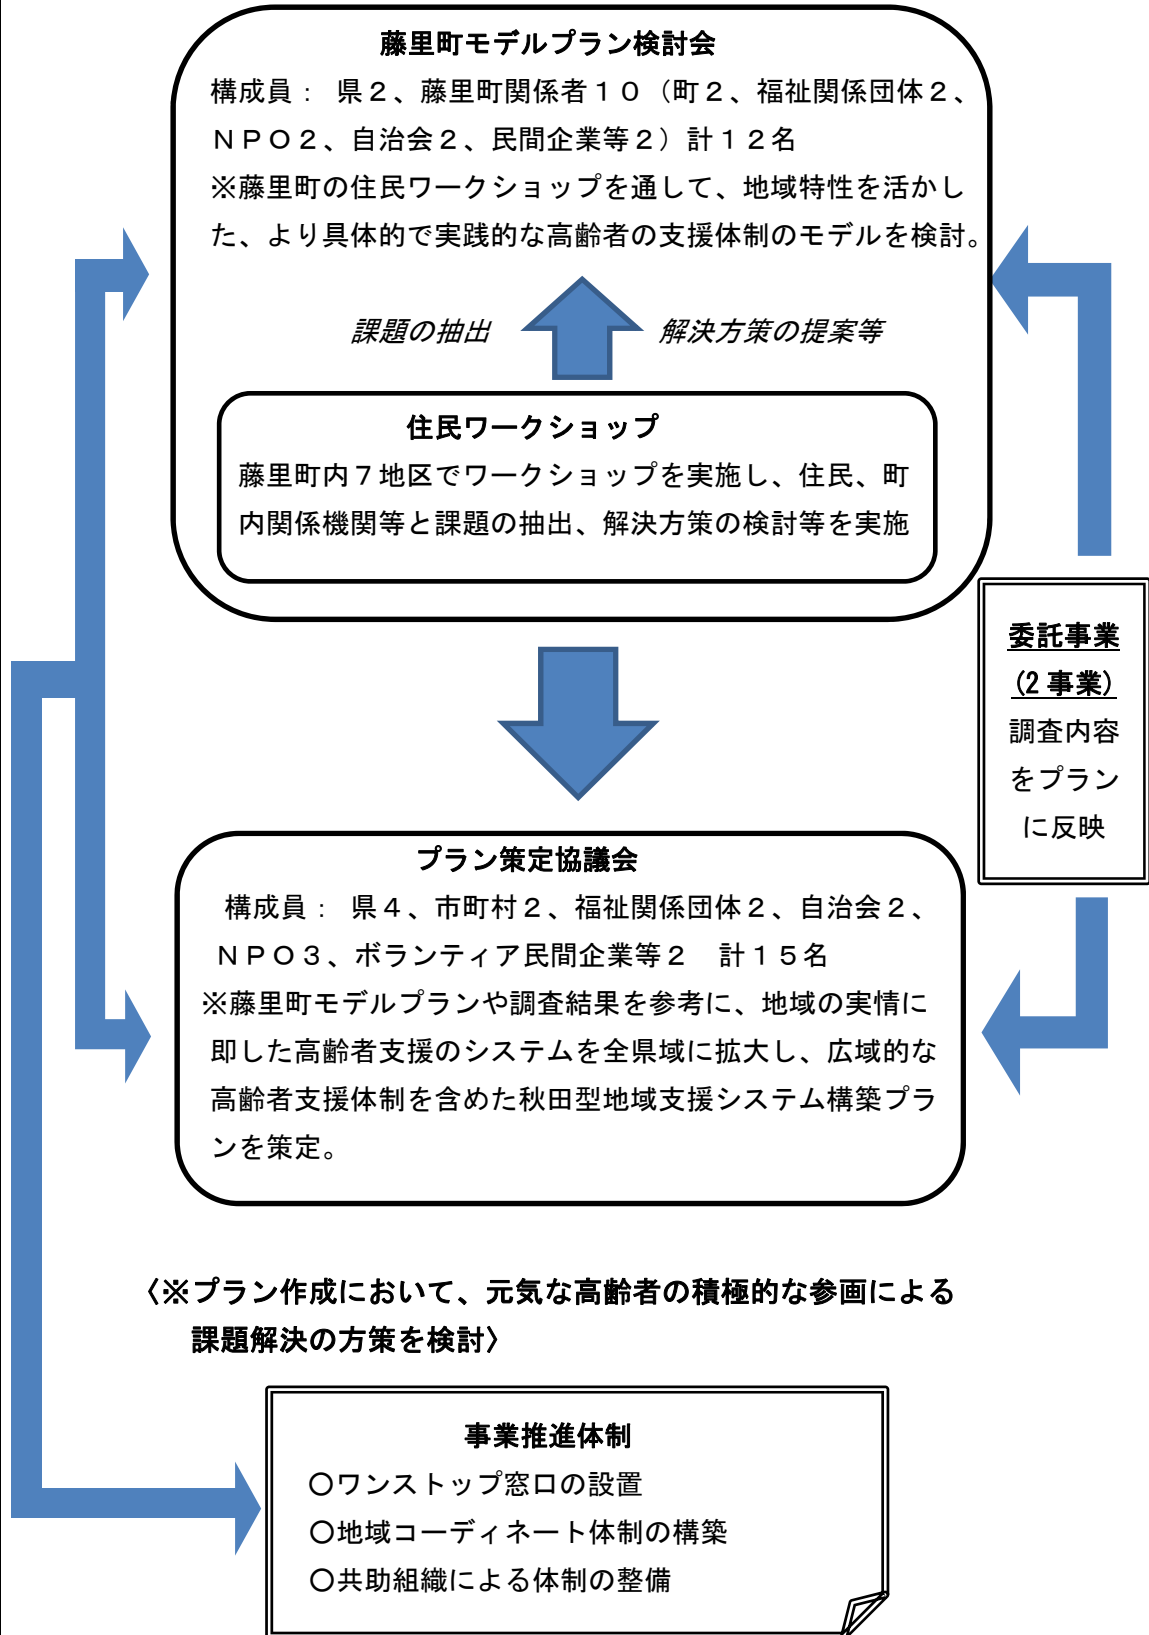 藤里町モデルプラン検討会
構成員： 県２、藤里町関係者１０（町２、福祉関係団体２、
ＮＰＯ２、自治会２、民間企業等２）計１２名
※藤里町の住民ワークショップを通して、地域特性を活かし
た、より具体的で実践的な高齢者の支援体制のモデルを検討。
課題の抽出　解決方策の提案等
住民ワークショップ
藤里町内７地区でワークショップを実施し、住民、町
内関係機関等と課題の抽出、解決方策の検討等を実施
委託事業
(2 事業)
調査内容
をプラン
に反映
プラン策定協議会
構成員： 県４、市町村２、福祉関係団体２、自治会２、
ＮＰＯ３、ボランティア民間企業等２　計１５名
※藤里町モデルプランや調査結果を参考に、地域の実情に
即した高齢者支援のシステムを全県域に拡大し、広域的な
高齢者支援体制を含めた秋田型地域支援システム構築プラ
ンを策定。
〈※プラン作成において、元気な高齢者の積極的な参画による
課題解決の方策を検討〉
事業推進体制
○ワンストップ窓口の設置
○地域コーディネート体制の構築
○共助組織による体制の整備